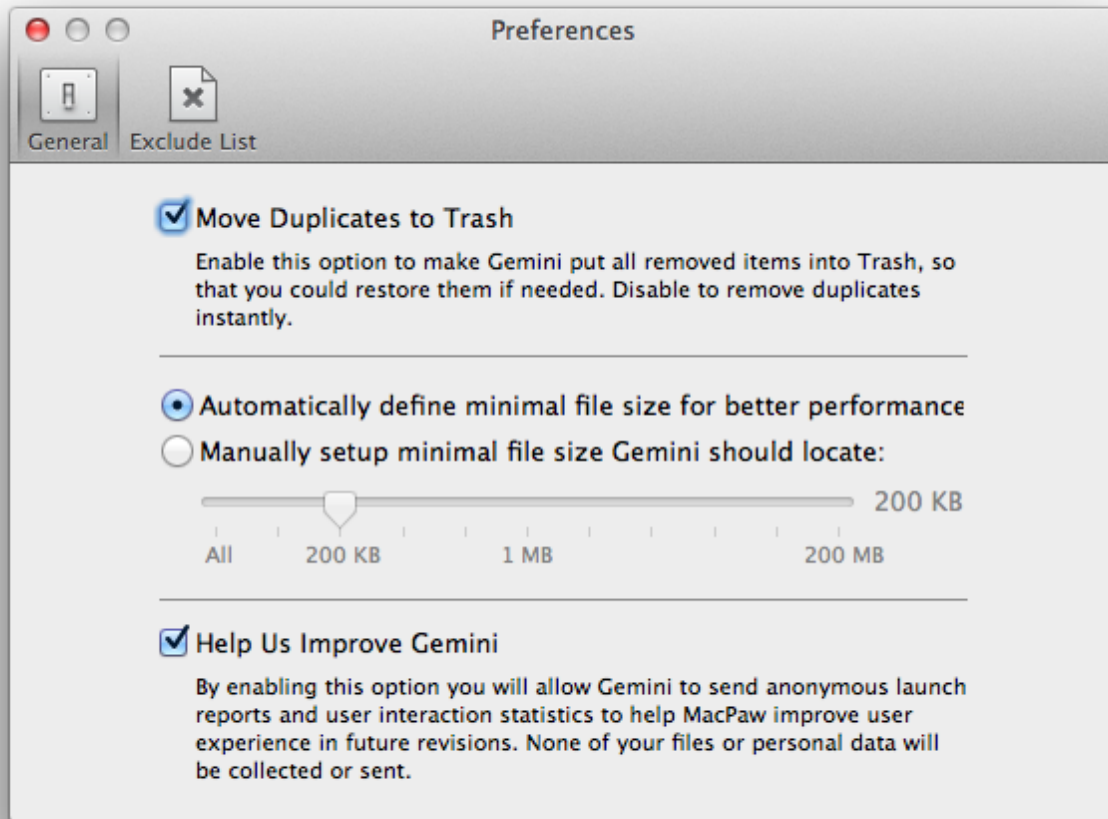 Preferences
General Exclude List
Move Duplicates to Trash
Enable this option to make Gemini put all removed items into Trash, so
that you could restore them if needed. Disable to remove duplicates
instantly.
Automatically define minimal file size for better performance
Manually setup minimal file size Gemini should locate:
200 KB
All 200 KB 1 MB 200 MB
Help Us Improve Gemini
By enabling this option you will allow Gemini to send anonymous launch
reports and user interaction statistics to help MacPaw improve user
experience in future revisions. None of your files or personal data will
be collected or sent.